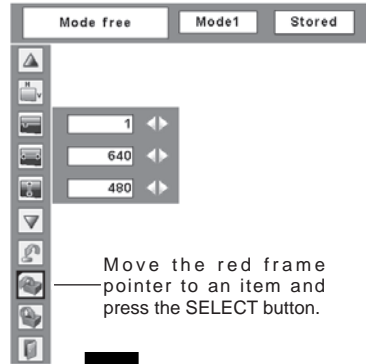 Mode free Mode1 Stored
H
V
1
640
480
Move the red frame
pointer to an item and
press the SELECT button.